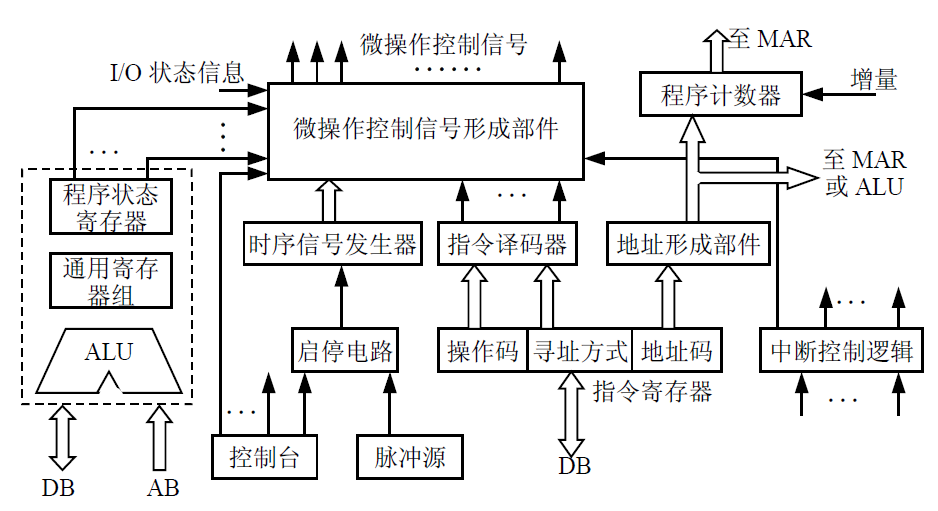 微操作控制信号
······
至 MAR
I/O 状态信息
程序计数器
增量
微操作控制信号形成部件
···
···
至 MAR
或 ALU
程序状态
寄存器
···
时序信号发生器
指令译码器
地址形成部件
通用寄存
器组
···
ALU
启停电路
操作码
寻址方式
地址码
中断控制逻辑
指令寄存器
···
···
控制台
脉冲源
DB
DB
AB